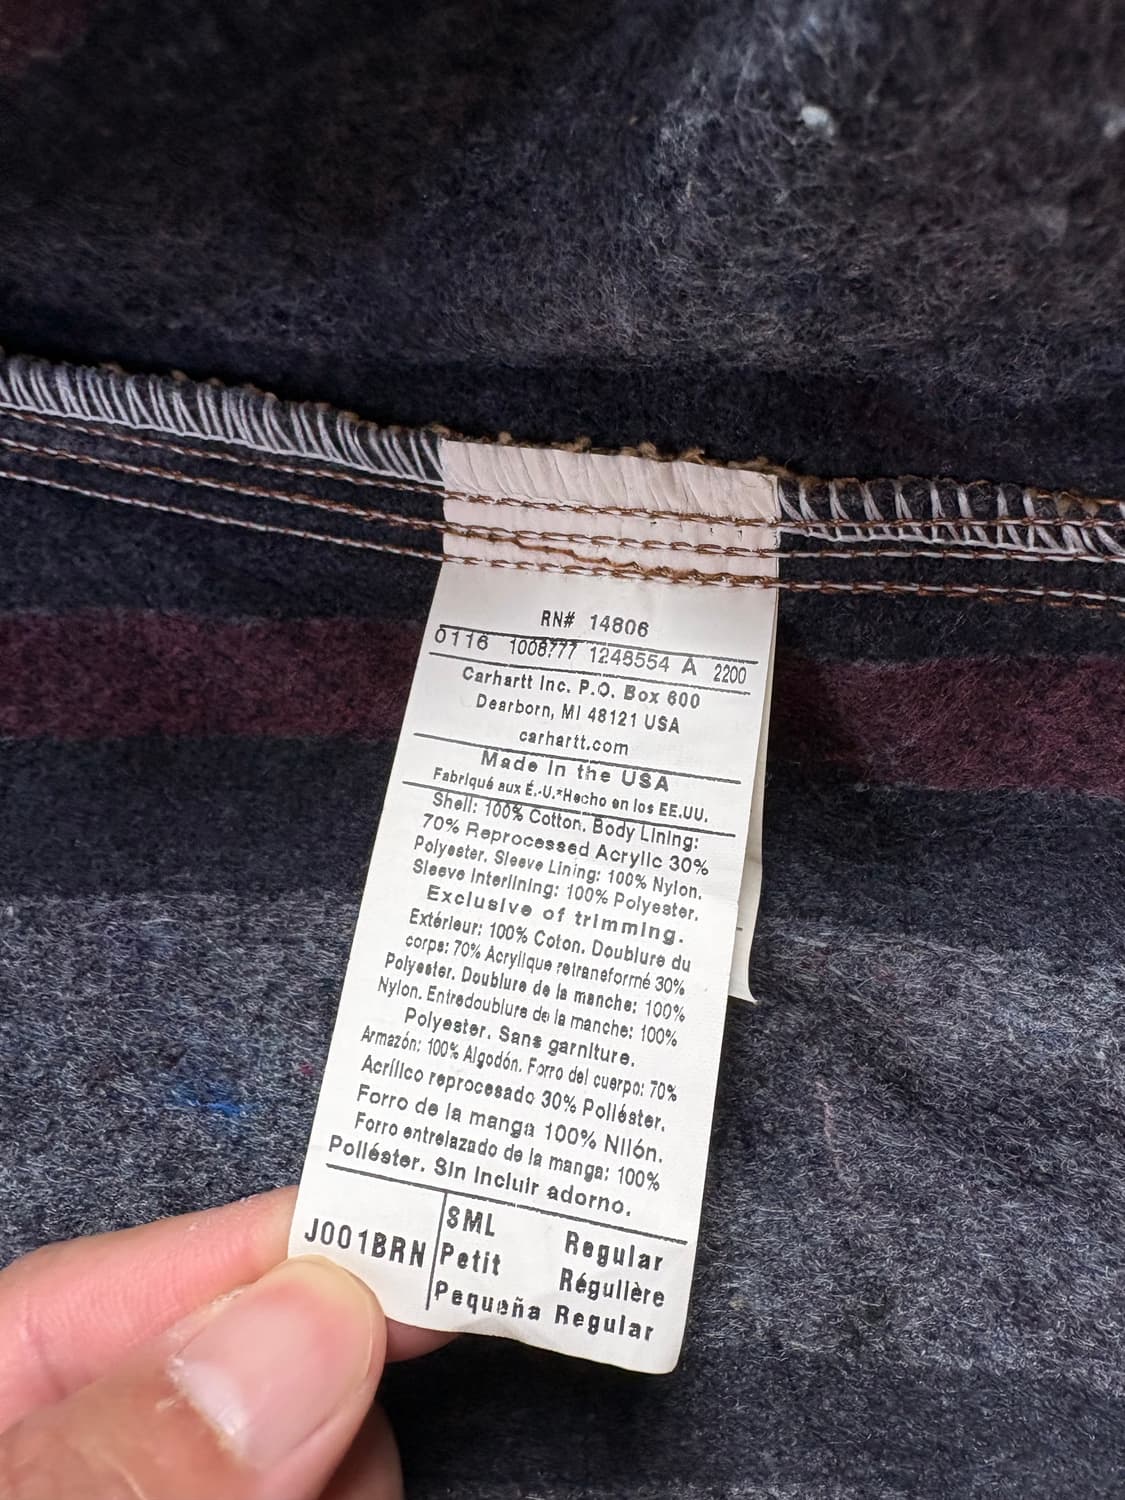 RN# 14806
0116 1008777 1248554 A 2200
Carhartt Inc. P.O. Box 600
Dearborn, MI 48121 USA
carhartt.com
Made in the USA
Fabriqué aux É.-U.*Hecho en los EE.UU.
Shell: 100% Cotton. Body Lining:
70% Reprocessed Acrylic 30%
Polyester. Sleeve Lining: 100% Nylon.
Sleeve Interlining: 100% Polyester.
Exclusive of trimming.
Extérieur: 100% Coton. Doublure du
corps: 70% Acrylique retransformé 30%
Polyester. Doublure de la manche: 100%
Nylon. Entredoublure de la manche: 100%
Polyester. Sans garniture.
Armazón: 100% Algodón. Forro del cuerpo: 70%
Acrílico reprocesado 30% Poliéster.
Forro de la manga 100% Nilón.
Forro entrelazado de la manga: 100%
Poliéster. Sin incluir adorno.
J001BRN
SML Regular
Petit Régulière
Pequeña Regular